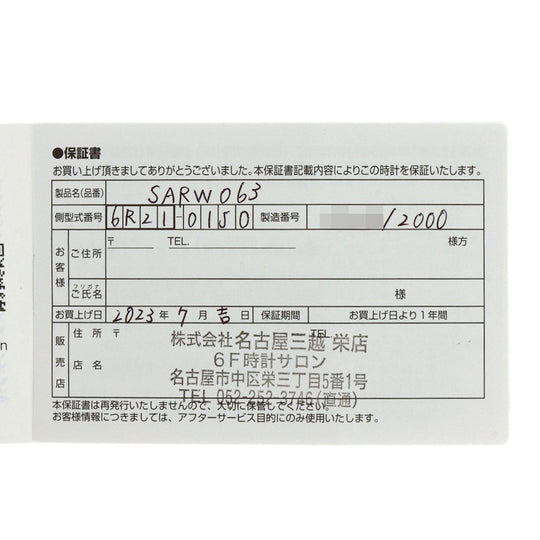 ●保証書
お買い上げ頂きましてありがとうございました。本保証書記載内容によりこの時計を保証いたします。
製品名(品番) SARW063
側型式番号 6R21-0150 製造番号 /2000
お客様 ご住所 〒 TEL. 様方
フリガナ
ご氏名 様
お買上げ日 2023年7月吉日 保証期間 お買上げ日より1年間
販売店 住所 〒 TEL.
店名
株式会社名古屋三越 栄店
6F時計サロン
名古屋市中区栄三丁目5番1号
TEL 052-252-3746(直通)
本保証書は再発行いたしませんので、大切に保管してください。
お客様情報につきましては、アフターサービス目的にのみ使用いたします。